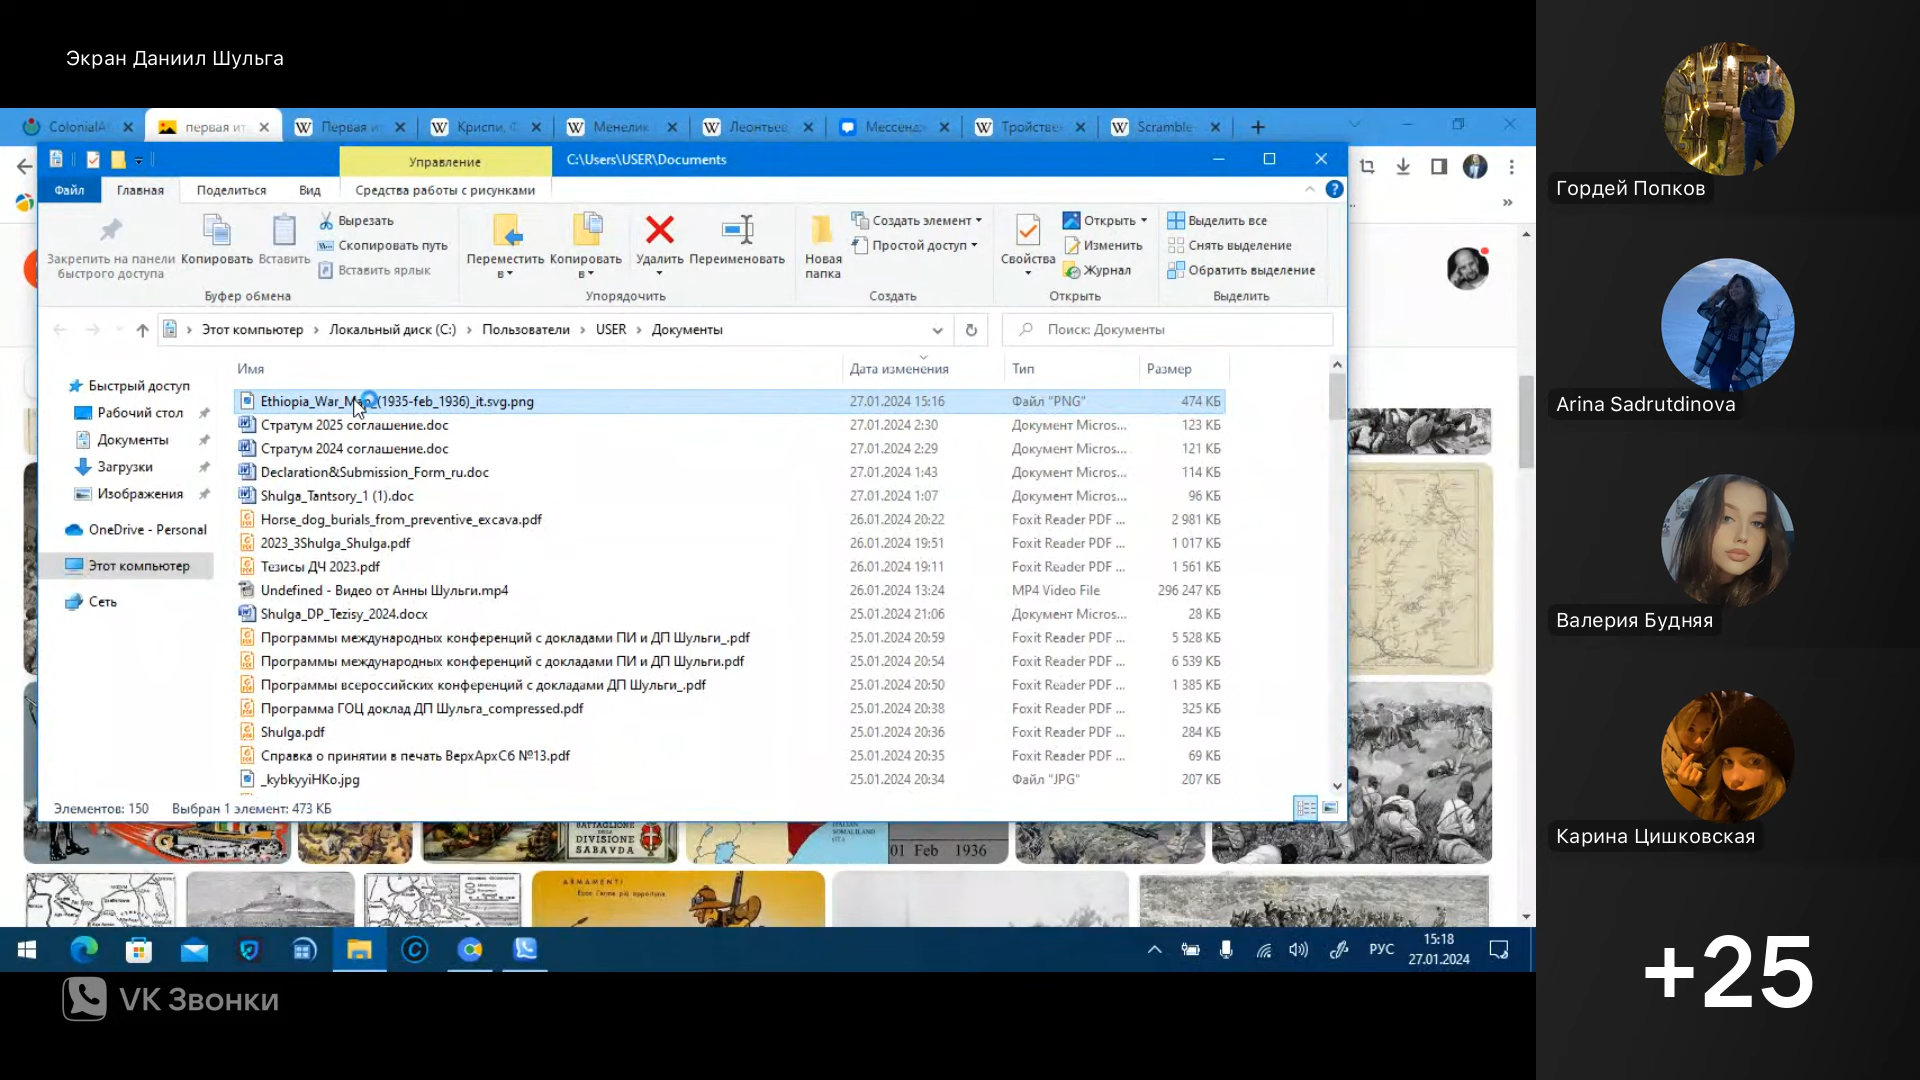 Экран Даниил Шульга
ColonialA
первая ит
Первая и
Криспи, Ф
Менелик
Леонтьев
Мессенд
Тройстве
Scramble
Управление
C:\Users\USER\Documents
Файл
Главная
Поделиться
Вид
Средства работы с рисунками
Закрепить на панели быстрого доступа
Копировать
Вставить
Вырезать
Скопировать путь
Вставить ярлык
Буфер обмена
Переместить в
Копировать в
Удалить
Переименовать
Упорядочить
Новая папка
Создать элемент
Простой доступ
Создать
Свойства
Открыть
Изменить
Журнал
Открыть
Выделить все
Снять выделение
Обратить выделение
Выделить
Этот компьютер > Локальный диск (C:) > Пользователи > USER > Документы
Поиск: Документы
Быстрый доступ
Рабочий стол
Документы
Загрузки
Изображения
OneDrive - Personal
Этот компьютер
Сеть
Имя Дата изменения Тип Размер
Ethiopia_War_Map_(1935-feb_1936)_it.svg.png 27.01.2024 15:16 Файл "PNG" 474 КБ
Стратум 2025 соглашение.doc 27.01.2024 2:30 Документ Micros... 123 КБ
Стратум 2024 соглашение.doc 27.01.2024 2:29 Документ Micros... 121 КБ
Declaration&Submission_Form_ru.doc 27.01.2024 1:43 Документ Micros... 114 КБ
Shulga_Tantsory_1 (1).doc 27.01.2024 1:07 Документ Micros... 96 КБ
Horse_dog_burials_from_preventive_excava.pdf 26.01.2024 20:22 Foxit Reader PDF ... 2 981 КБ
2023_3Shulga_Shulga.pdf 26.01.2024 19:51 Foxit Reader PDF ... 1 017 КБ
Тезисы ДЧ 2023.pdf 26.01.2024 19:11 Foxit Reader PDF ... 1 561 КБ
Undefined - Видео от Анны Шульги.mp4 26.01.2024 13:24 MP4 Video File 296 247 КБ
Shulga_DP_Tezisy_2024.docx 25.01.2024 21:06 Документ Micros... 28 КБ
Программы международных конференций с докладами ПИ и ДП Шульги_.pdf 25.01.2024 20:59 Foxit Reader PDF ... 5 528 КБ
Программы международных конференций с докладами ПИ и ДП Шульги.pdf 25.01.2024 20:54 Foxit Reader PDF ... 6 539 КБ
Программы всероссийских конференций с докладами ДП Шульги_.pdf 25.01.2024 20:50 Foxit Reader PDF ... 1 385 КБ
Программа ГОЦ доклад ДП Шульга_compressed.pdf 25.01.2024 20:38 Foxit Reader PDF ... 325 КБ
Shulga.pdf 25.01.2024 20:36 Foxit Reader PDF ... 284 КБ
Справка о принятии в печать ВерхАрхСб №13.pdf 25.01.2024 20:35 Foxit Reader PDF ... 69 КБ
_kybkyyiHKo.jpg 25.01.2024 20:34 Файл "JPG" 207 КБ
Элементов: 150 Выбран 1 элемент: 473 КБ
BATTAGLIONE
DIVISIONE
SABAUDA
ITALIAN
SOMALILAND
01 Feb 1936
ARMAMENTI
РУС
15:18
27.01.2024
VK Звонки
Гордей Попков
Arina Sadrutdinova
Валерия Будняя
Карина Цишковская
+25